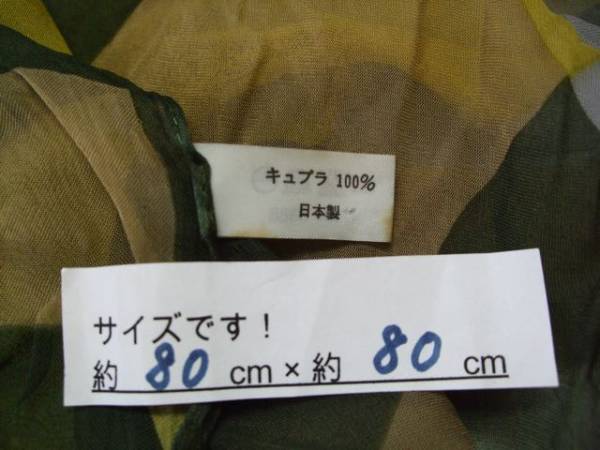 キュプラ 100%
日本製
サイズです！
約 80 cm × 約 80 cm